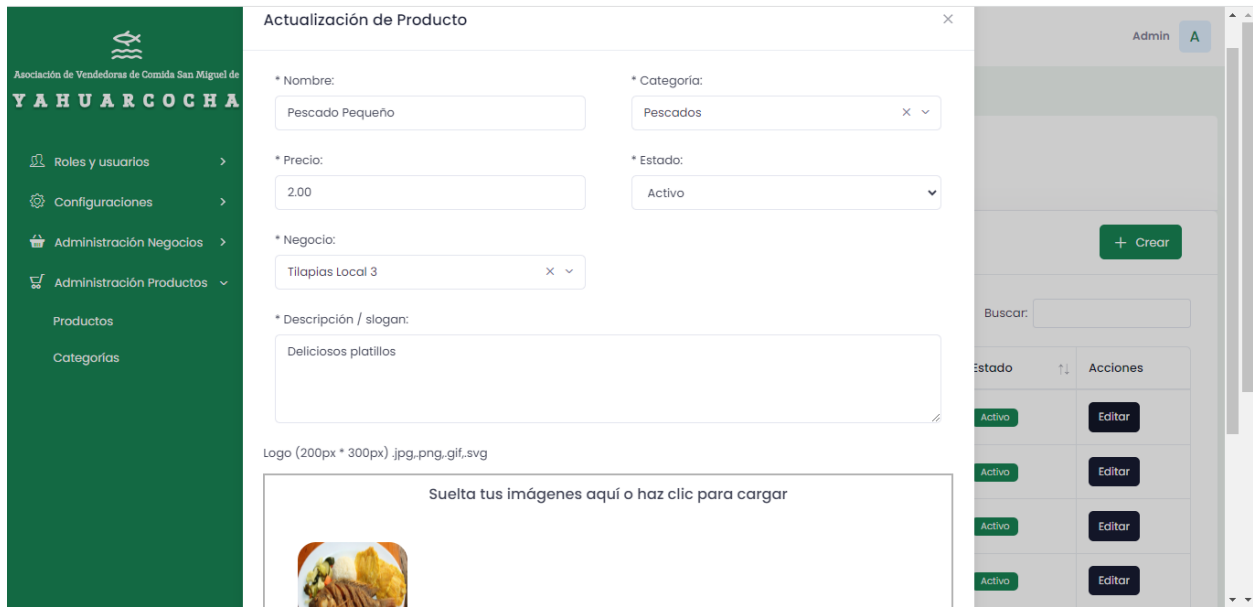 Asociación de Vendedoras de Comida San Miguel de
YAHUARCOCHA
Roles y usuarios
Configuraciones
Administración Negocios
Administración Productos
Productos
Categorías
Actualización de Producto
* Nombre:
Pescado Pequeño
* Categoría:
Pescados
* Precio:
2.00
* Estado:
Activo
* Negocio:
Tilapias Local 3
* Descripción / slogan:
Deliciosos platillos
Logo (200px * 300px) .jpg,.png,.gif,.svg
Suelta tus imágenes aquí o haz clic para cargar
Admin A
+ Crear
Buscar:
Estado Acciones
Activo Editar
Activo Editar
Activo Editar
Activo Editar